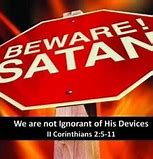 BEWARE!
SATAN
We are not Ignorant of His Devices
II Corinthians 2:5-11